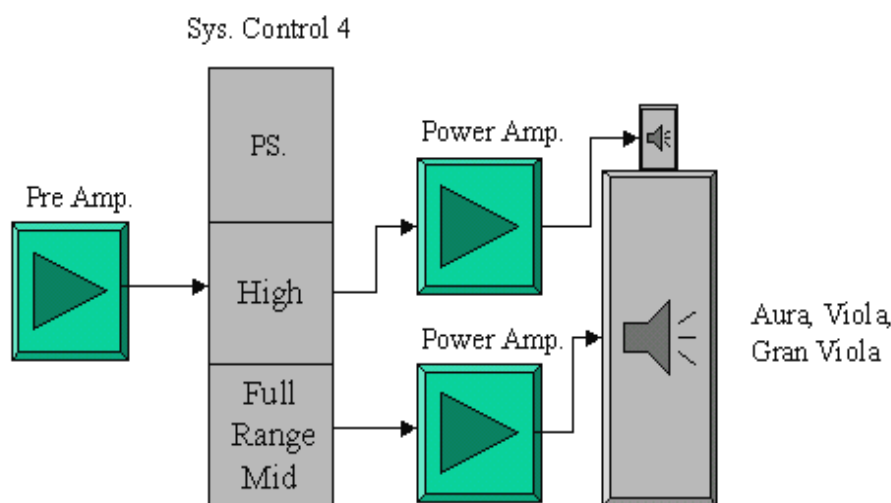 Sys. Control 4
PS.
Power Amp.
Pre Amp.
High
Power Amp.
Aura, Viola,
Gran Viola
Full
Range
Mid